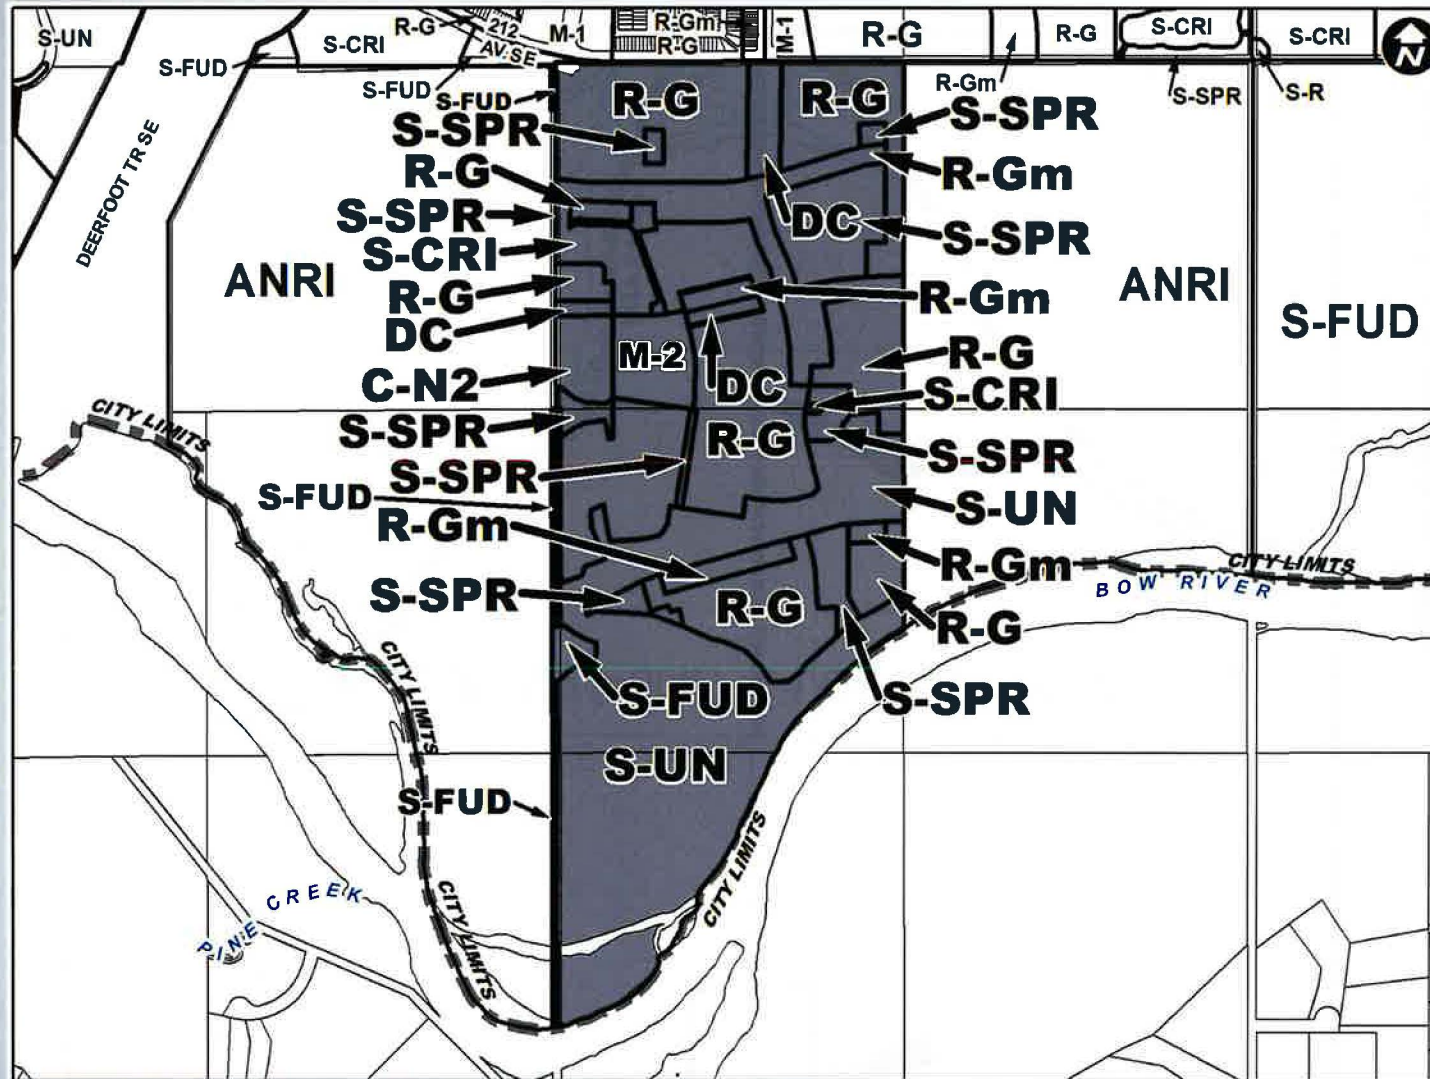 S-UN
R-G
212
AV. SE
M-1
R-Gm
R-G
M-1
R-G
R-G
S-CRI
S-CRI
N
S-CRI
S-FUD
S-FUD
S-FUD
R-Gm
S-SPR
S-R
DEERFOOT TR SE
R-G
R-G
S-SPR
S-SPR
R-G
R-Gm
S-SPR
DC
S-SPR
S-CRI
ANRI
R-G
R-Gm
ANRI
DC
S-FUD
M-2
R-G
C-N2
DC
S-CRI
CITY LIMITS
S-SPR
R-G
S-SPR
S-SPR
S-FUD
S-UN
R-Gm
R-Gm
CITY LIMITS
BOW RIVER
S-SPR
R-G
R-G
CITY LIMITS
S-FUD
S-SPR
S-UN
S-FUD
CITY LIMITS
CITY LIMITS
PINE CREEK